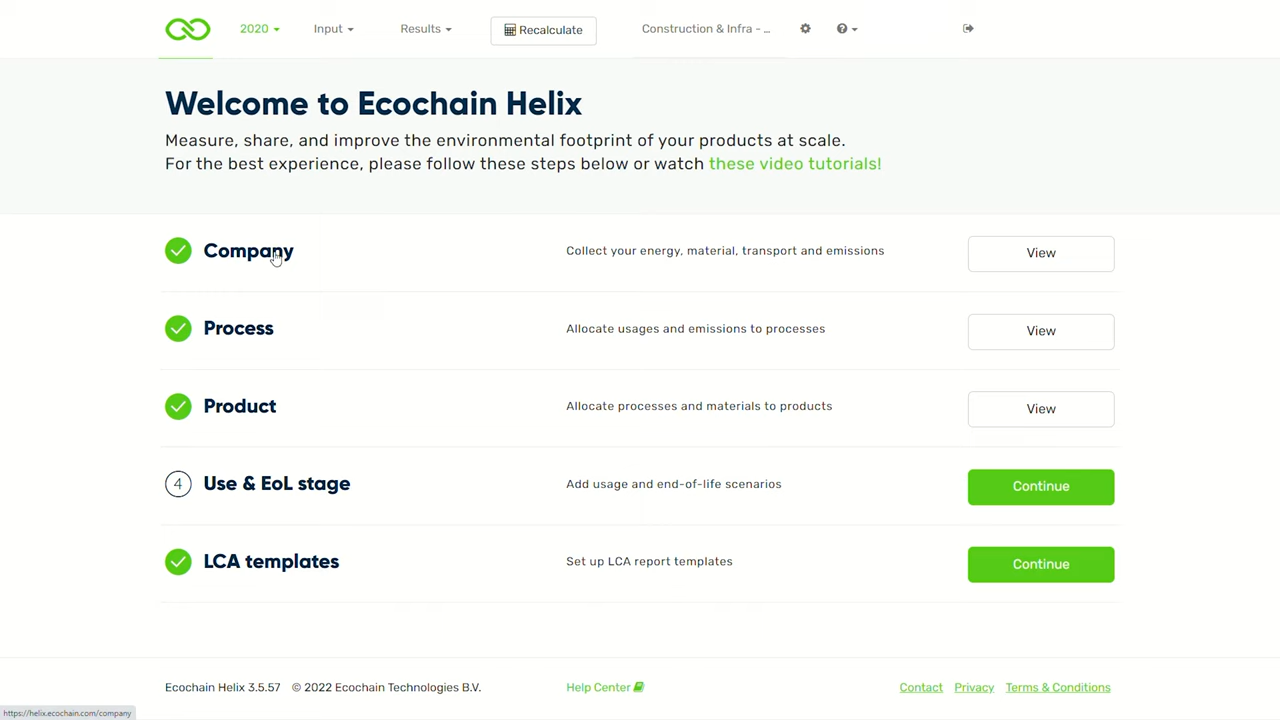 2020 Input Results Recalculate Construction & Infra - ...
Welcome to Ecochain Helix
Measure, share, and improve the environmental footprint of your products at scale.
For the best experience, please follow these steps below or watch these video tutorials!
Company Collect your energy, material, transport and emissions View
Process Allocate usages and emissions to processes View
Product Allocate processes and materials to products View
4 Use & EoL stage Add usage and end-of-life scenarios Continue
LCA templates Set up LCA report templates Continue
Ecochain Helix 3.5.57 © 2022 Ecochain Technologies B.V. Help Center Contact Privacy Terms & Conditions
https://helix.ecochain.com/company